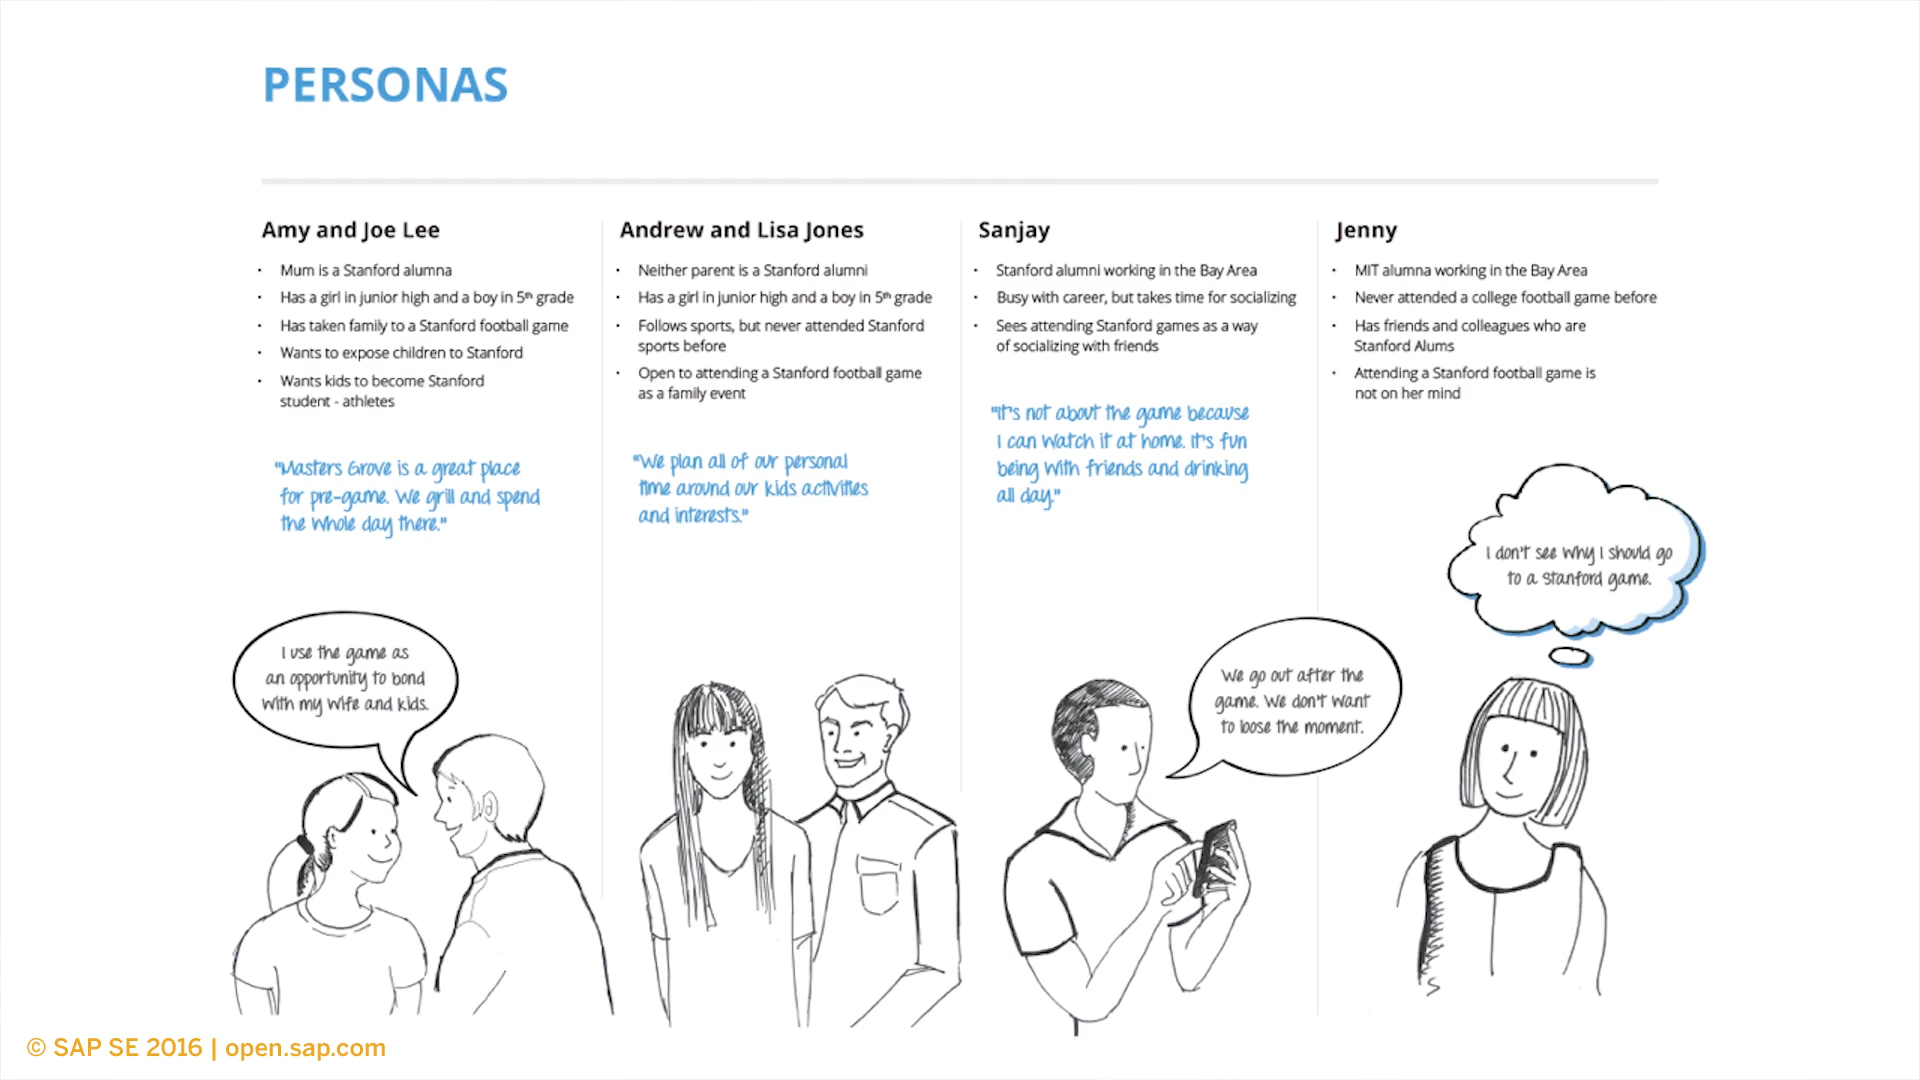 PERSONAS
Amy and Joe Lee
• Mum is a Stanford alumna
• Has a girl in junior high and a boy in 5th grade
• Has taken family to a Stanford football game
• Wants to expose children to Stanford
• Wants kids to become Stanford
student - athletes
"Masters Grove is a great place
for pre-game. We grill and spend
the whole day there."
I use the game as
an opportunity to bond
with my wife and kids.
Andrew and Lisa Jones
• Neither parent is a Stanford alumni
• Has a girl in junior high and a boy in 5th grade
• Follows sports, but never attended Stanford
sports before
• Open to attending a Stanford football game
as a family event
"We plan all of our personal
time around our kids activities
and interests."
Sanjay
• Stanford alumni working in the Bay Area
• Busy with career, but takes time for socializing
• Sees attending Stanford games as a way
of socializing with friends
"It's not about the game because
I can watch it at home. It's fun
being with friends and drinking
all day."
We go out after the
game. We don't want
to loose the moment.
Jenny
• MIT alumna working in the Bay Area
• Never attended a college football game before
• Has friends and colleagues who are
Stanford Alums
• Attending a Stanford football game is
not on her mind
I don't see why I should go
to a Stanford game.
© SAP SE 2016 | open.sap.com